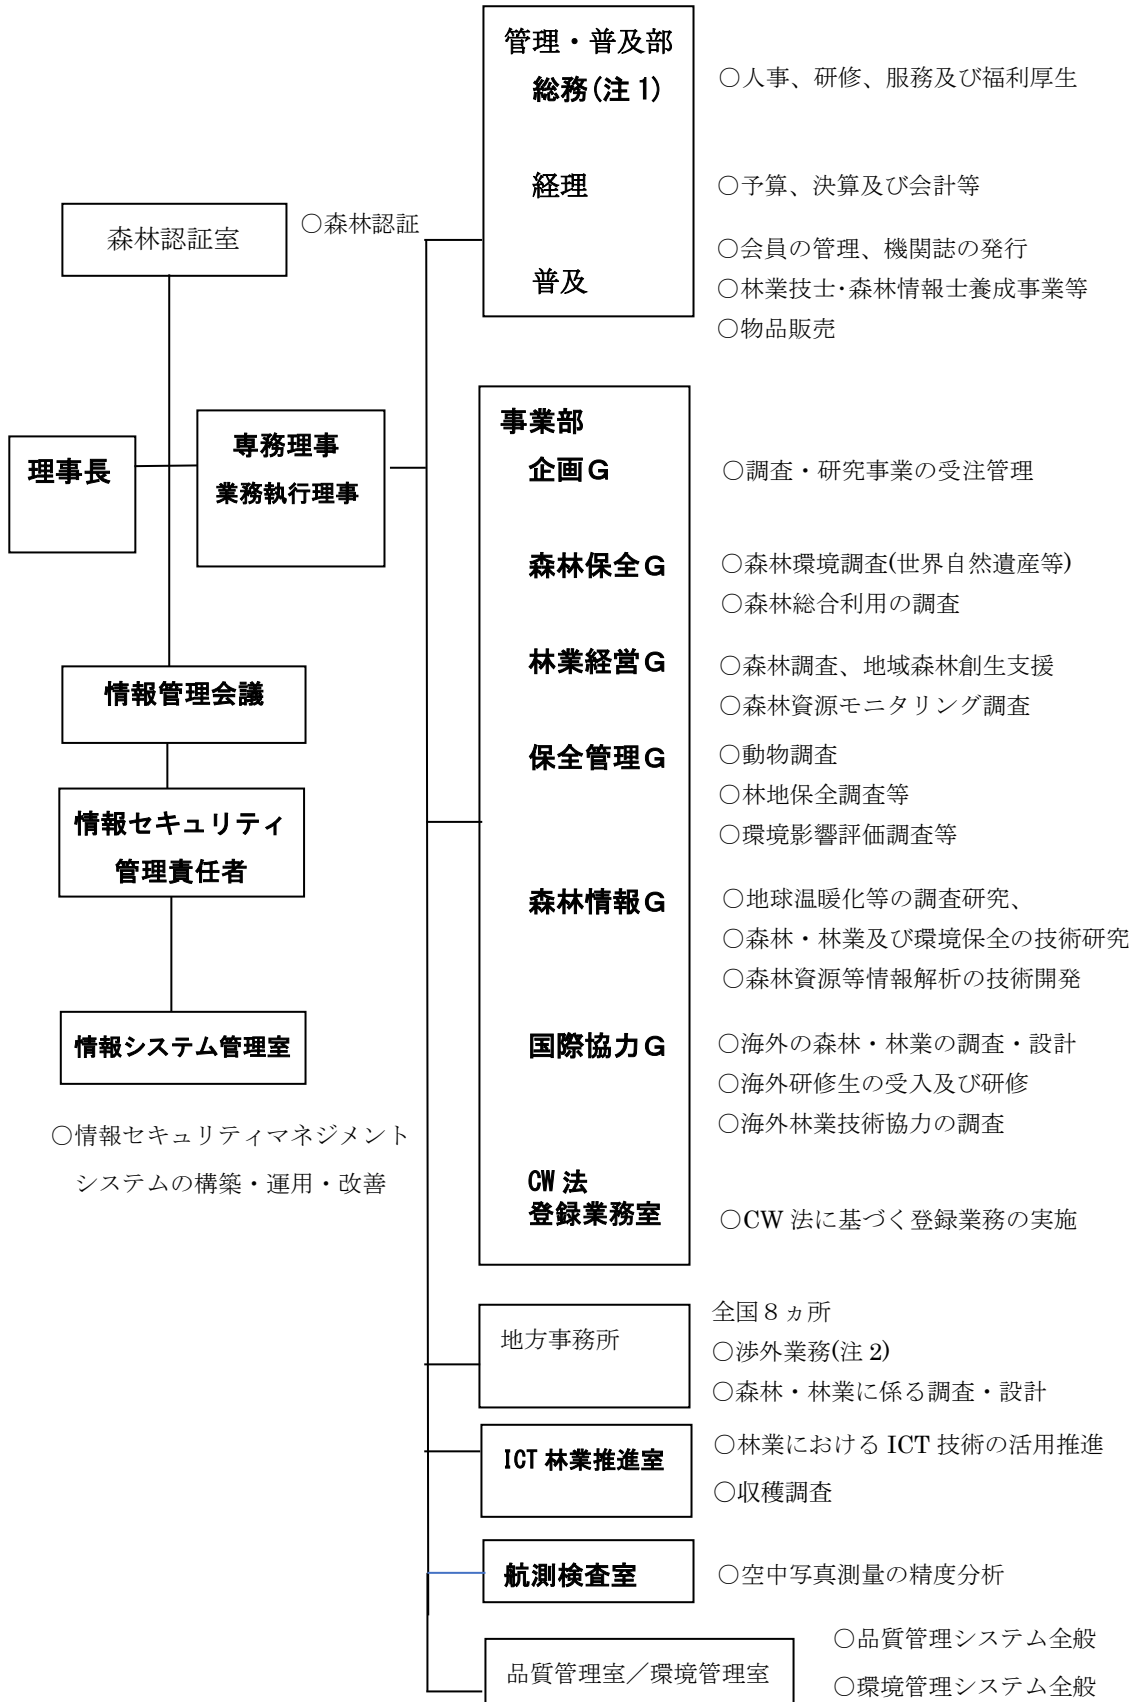 管理・普及部
総務(注1)
○人事、研修、服務及び福利厚生
経理
○予算、決算及び会計等
普及
○会員の管理、機関誌の発行
○林業技士･森林情報士養成事業等
○物品販売
森林認証室
○森林認証
理事長
専務理事
業務執行理事
情報管理会議
情報セキュリティ
管理責任者
情報システム管理室
○情報セキュリティマネジメント
システムの構築・運用・改善
事業部
企画G
○調査・研究事業の受注管理
森林保全G
○森林環境調査(世界自然遺産等)
○森林総合利用の調査
林業経営G
○森林調査、地域森林創生支援
○森林資源モニタリング調査
保全管理G
○動物調査
○林地保全調査等
○環境影響評価調査等
森林情報G
○地球温暖化等の調査研究、
○森林・林業及び環境保全の技術研究
○森林資源等情報解析の技術開発
国際協力G
○海外の森林・林業の調査・設計
○海外研修生の受入及び研修
○海外林業技術協力の調査
CW法
登録業務室
○CW法に基づく登録業務の実施
地方事務所
全国８ヵ所
○渉外業務(注2)
○森林・林業に係る調査・設計
ICT林業推進室
○林業におけるICT技術の活用推進
○収穫調査
航測検査室
○空中写真測量の精度分析
品質管理室／環境管理室
○品質管理システム全般
○環境管理システム全般